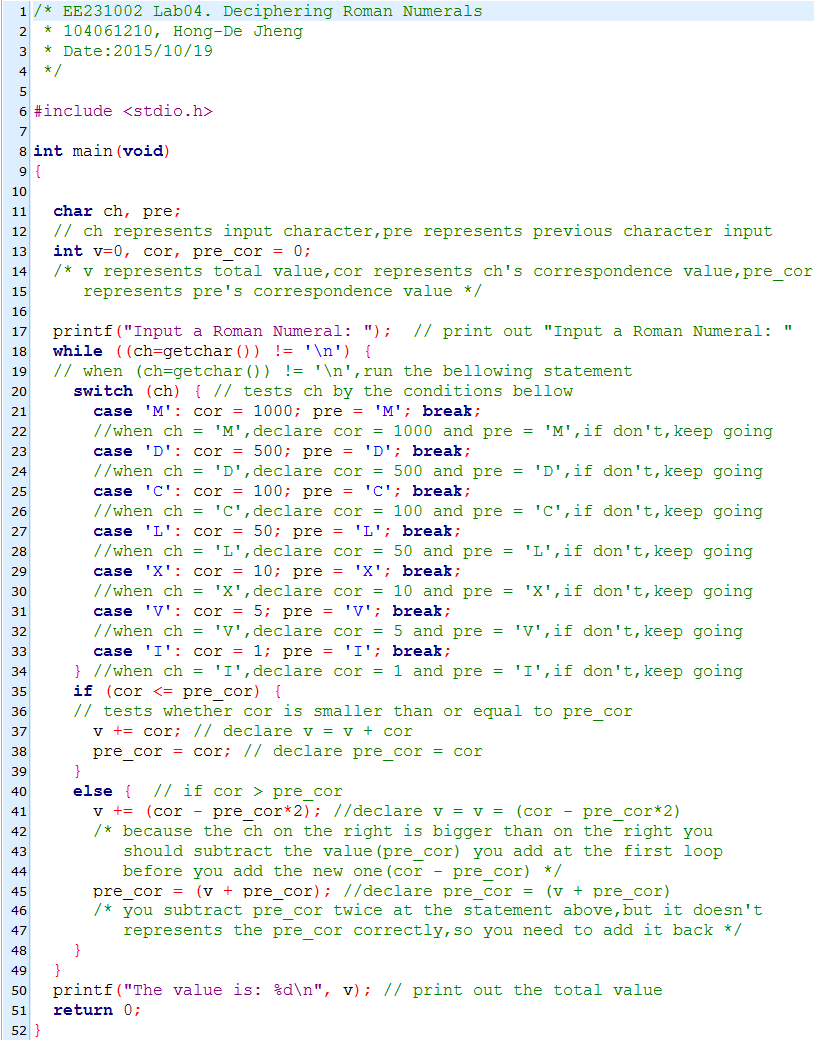 1 /* EE231002 Lab04. Deciphering Roman Numerals
2  * 104061210, Hong-De Jheng
3  * Date:2015/10/19
4  */
5
6 #include <stdio.h>
7
8 int main(void)
9 {
10
11   char ch, pre;
12   // ch represents input character,pre represents previous character input
13   int v=0, cor, pre_cor = 0;
14   /* v represents total value,cor represents ch's correspondence value,pre_cor
15      represents pre's correspondence value */
16
17   printf("Input a Roman Numeral: ");  // print out "Input a Roman Numeral: "
18   while ((ch=getchar()) != '\n') {
19   // when (ch=getchar()) != '\n',run the bellowing statement
20     switch (ch) { // tests ch by the conditions bellow
21       case 'M': cor = 1000; pre = 'M'; break;
22       //when ch = 'M',declare cor = 1000 and pre = 'M',if don't,keep going
23       case 'D': cor = 500; pre = 'D'; break;
24       //when ch = 'D',declare cor = 500 and pre = 'D',if don't,keep going
25       case 'C': cor = 100; pre = 'C'; break;
26       //when ch = 'C',declare cor = 100 and pre = 'C',if don't,keep going
27       case 'L': cor = 50; pre = 'L'; break;
28       //when ch = 'L',declare cor = 50 and pre = 'L',if don't,keep going
29       case 'X': cor = 10; pre = 'X'; break;
30       //when ch = 'X',declare cor = 10 and pre = 'X',if don't,keep going
31       case 'V': cor = 5; pre = 'V'; break;
32       //when ch = 'V',declare cor = 5 and pre = 'V',if don't,keep going
33       case 'I': cor = 1; pre = 'I'; break;
34     } //when ch = 'I',declare cor = 1 and pre = 'I',if don't,keep going
35     if (cor <= pre_cor) {
36     // tests whether cor is smaller than or equal to pre_cor
37       v += cor; // declare v = v + cor
38       pre_cor = cor; // declare pre_cor = cor
39     }
40     else {  // if cor > pre_cor
41       v += (cor - pre_cor*2); //declare v = v = (cor - pre_cor*2)
42       /* because the ch on the right is bigger than on the right you
43          should subtract the value(pre_cor) you add at the first loop
44          before you add the new one(cor - pre_cor) */
45       pre_cor = (v + pre_cor); //declare pre_cor = (v + pre_cor)
46       /* you subtract pre_cor twice at the statement above,but it doesn't
47          represents the pre_cor correctly,so you need to add it back */
48     }
49   }
50   printf("The value is: %d\n", v); // print out the total value
51   return 0;
52 }